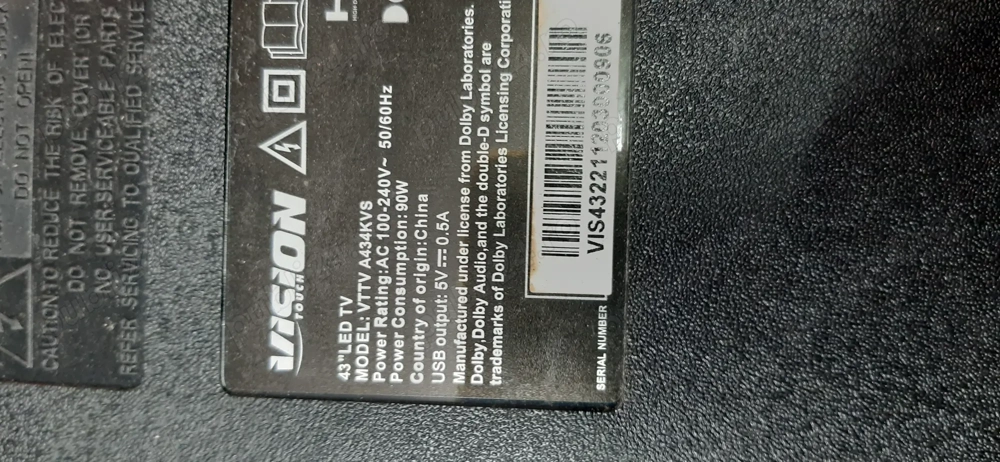 DO NOT OPEN
CAUTION:TO REDUCE THE RISK OF ELEC
DO NOT REMOVE COVER(OR
NO USER-SERVICEABLE PARTS
REFER SERVICING TO QULIFIED SERVICE
VISION
TOUCH
43"LED TV
MODEL: VTTV A434KVS
Power Rating:AC 100-240V~ 50/60Hz
Power Consumption:90W
Country of origin:China
USB output: 5V⎓0.5A
Manufactured under license from Dolby Laboratories.
Dolby,Dolby Audio,and the double-D symbol are
trademarks of Dolby Laboratories Licensing Corporati
SERIAL NUMBER